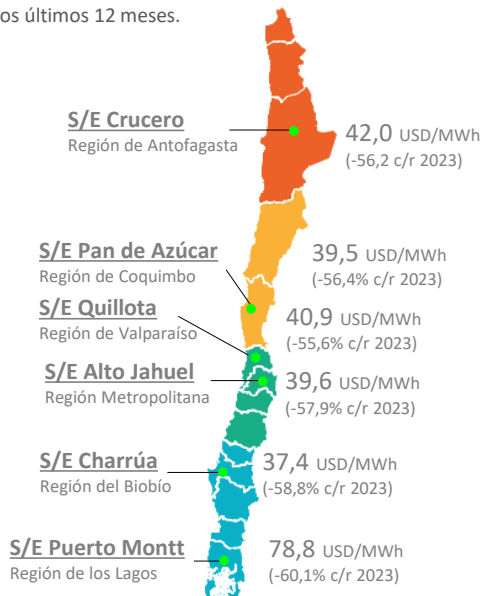 os últimos 12 meses.
S/E Crucero
Región de Antofagasta
42,0 USD/MWh
(-56,2 c/r 2023)
S/E Pan de Azúcar
Región de Coquimbo
39,5 USD/MWh
(-56,4% c/r 2023)
S/E Quillota
Región de Valparaíso
40,9 USD/MWh
(-55,6% c/r 2023)
S/E Alto Jahuel
Región Metropolitana
39,6 USD/MWh
(-57,9% c/r 2023)
S/E Charrúa
Región del Biobío
37,4 USD/MWh
(-58,8% c/r 2023)
S/E Puerto Montt
Región de los Lagos
78,8 USD/MWh
(-60,1% c/r 2023)